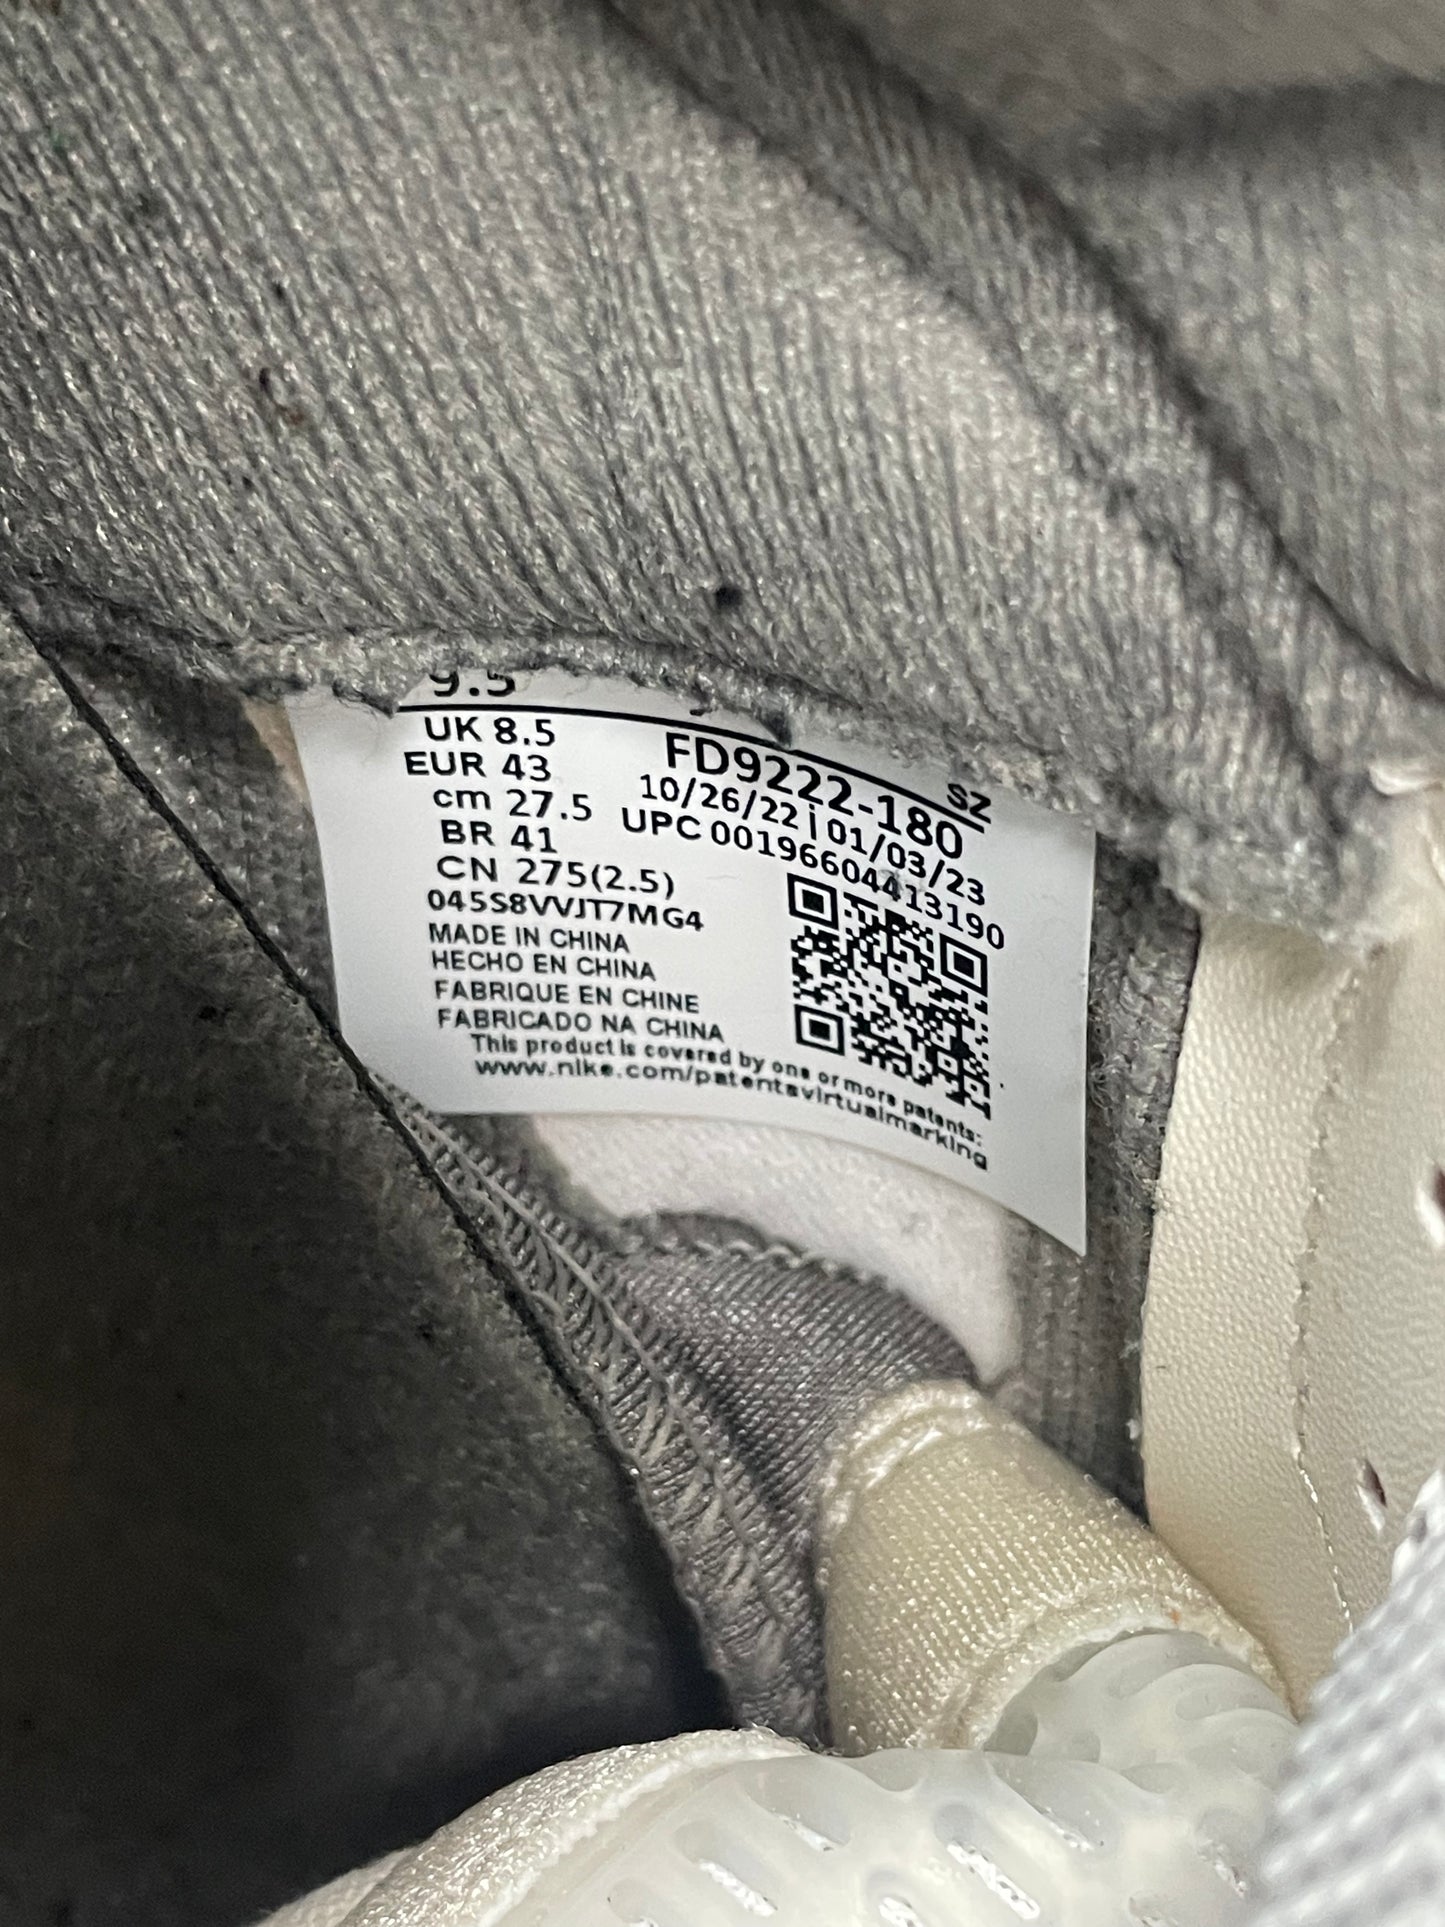 9.5
UK 8.5
EUR 43
cm 27.5
BR 41
CN 275(2.5)
045S8VVJT7MG4
MADE IN CHINA
HECHO EN CHINA
FABRIQUE EN CHINE
FABRICADO NA CHINA
This product is covered by one or more patents:
www.nike.com/patentsvirtualmarking
SZ
FD9222-180
10/26/22 | 01/03/23
UPC 00196604413190